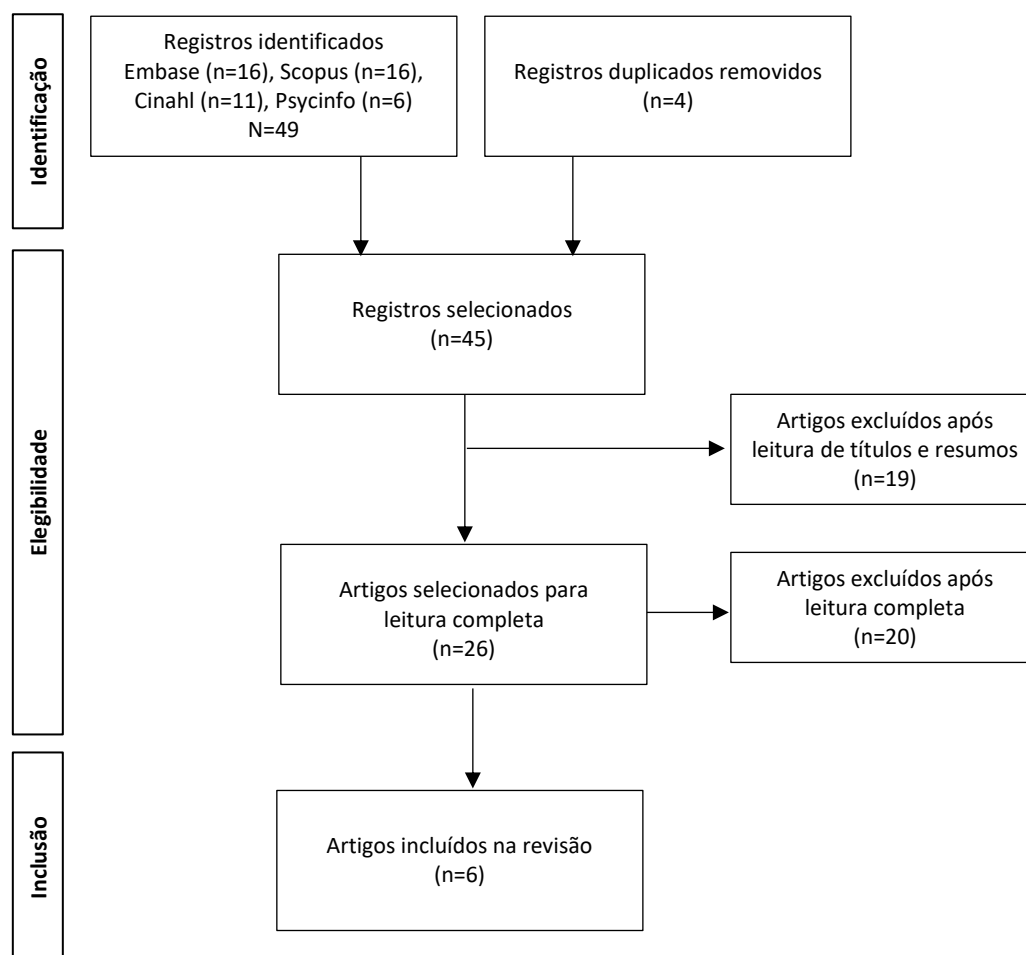 Identificação
Registros identificados
Embase (n=16), Scopus (n=16),
Cinahl (n=11), Psycinfo (n=6)
N=49
Registros duplicados removidos
(n=4)
Elegibilidade
Registros selecionados
(n=45)
Artigos excluídos após
leitura de títulos e resumos
(n=19)
Artigos selecionados para
leitura completa
(n=26)
Artigos excluídos após
leitura completa
(n=20)
Inclusão
Artigos incluídos na revisão
(n=6)